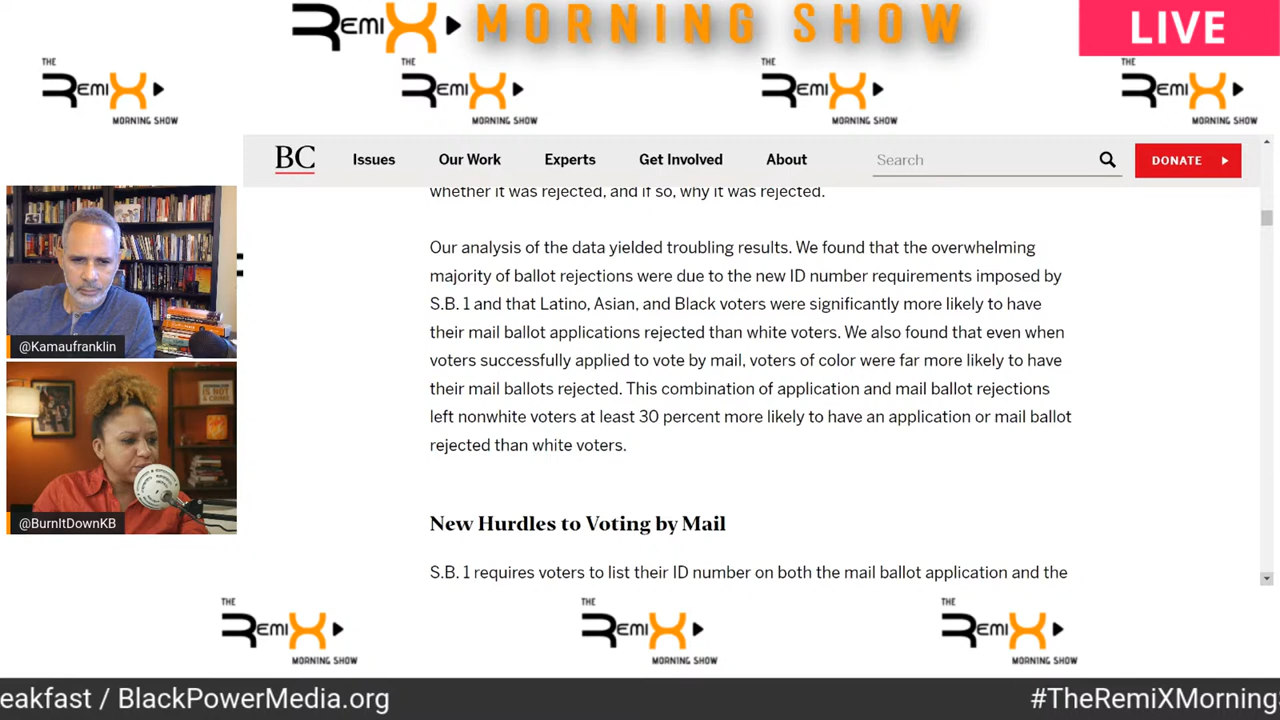 REMIX MORNING SHOW
LIVE
THE REMIX MORNING SHOW
THE REMIX MORNING SHOW
THE REMIX MORNING SHOW
THE REMIX MORNING SHOW
BC Issues Our Work Experts Get Involved About Search DONATE
whether it was rejected, and if so, why it was rejected.
Our analysis of the data yielded troubling results. We found that the overwhelming
majority of ballot rejections were due to the new ID number requirements imposed by
S.B. 1 and that Latino, Asian, and Black voters were significantly more likely to have
their mail ballot applications rejected than white voters. We also found that even when
voters successfully applied to vote by mail, voters of color were far more likely to have
their mail ballots rejected. This combination of application and mail ballot rejections
left nonwhite voters at least 30 percent more likely to have an application or mail ballot
rejected than white voters.
New Hurdles to Voting by Mail
S.B. 1 requires voters to list their ID number on both the mail ballot application and the
@Kamaufranklin
@BurnItDownKB
THE REMIX MORNING SHOW
THE REMIX MORNING SHOW
THE REMIX MORNING SHOW
eakfast / BlackPowerMedia.org
#TheRemiXMorning